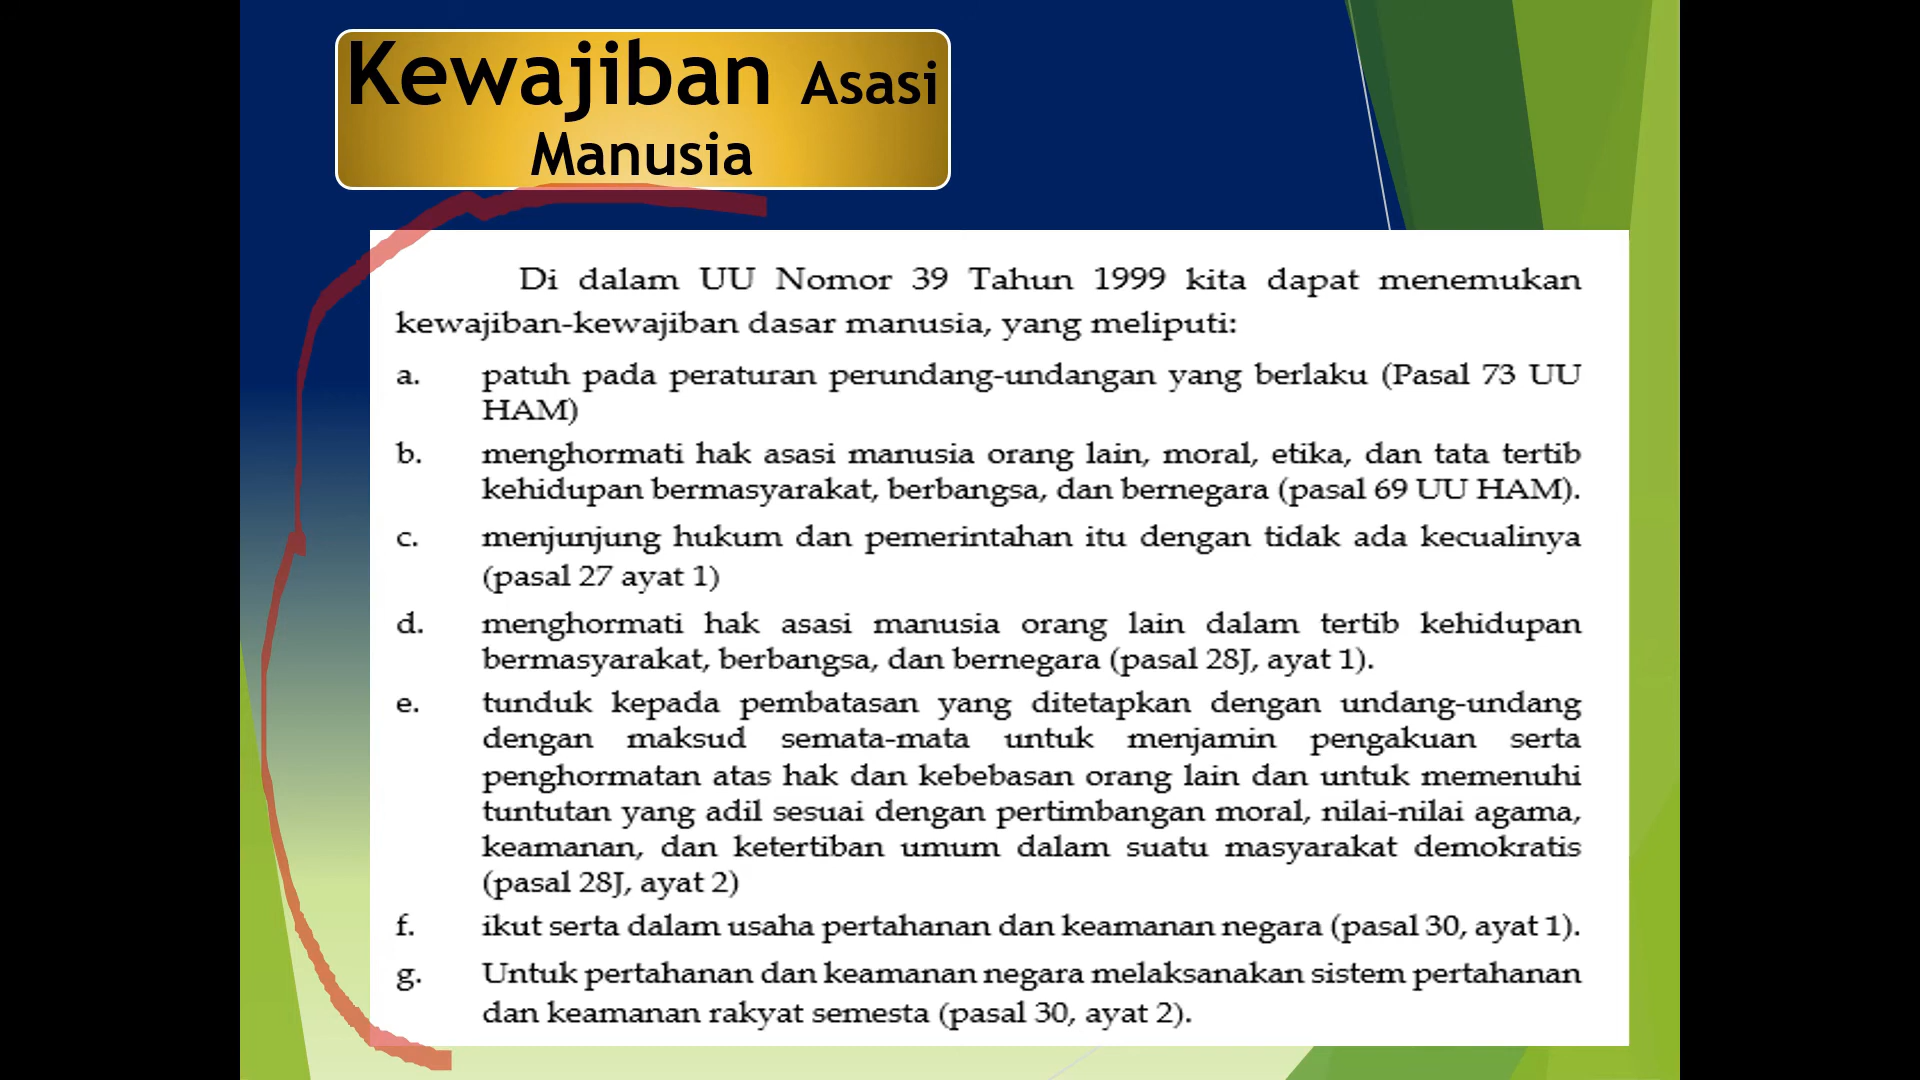 Kewajiban Asasi
Manusia
Di dalam UU Nomor 39 Tahun 1999 kita dapat menemukan
kewajiban-kewajiban dasar manusia, yang meliputi:
a. patuh pada peraturan perundang-undangan yang berlaku (Pasal 73 UU
HAM)
b. menghormati hak asasi manusia orang lain, moral, etika, dan tata tertib
kehidupan bermasyarakat, berbangsa, dan bernegara (pasal 69 UU HAM).
c. menjunjung hukum dan pemerintahan itu dengan tidak ada kecualinya
(pasal 27 ayat 1)
d. menghormati hak asasi manusia orang lain dalam tertib kehidupan
bermasyarakat, berbangsa, dan bernegara (pasal 28J, ayat 1).
e. tunduk kepada pembatasan yang ditetapkan dengan undang-undang
dengan maksud semata-mata untuk menjamin pengakuan serta
penghormatan atas hak dan kebebasan orang lain dan untuk memenuhi
tuntutan yang adil sesuai dengan pertimbangan moral, nilai-nilai agama,
keamanan, dan ketertiban umum dalam suatu masyarakat demokratis
(pasal 28J, ayat 2)
f. ikut serta dalam usaha pertahanan dan keamanan negara (pasal 30, ayat 1).
g. Untuk pertahanan dan keamanan negara melaksanakan sistem pertahanan
dan keamanan rakyat semesta (pasal 30, ayat 2).